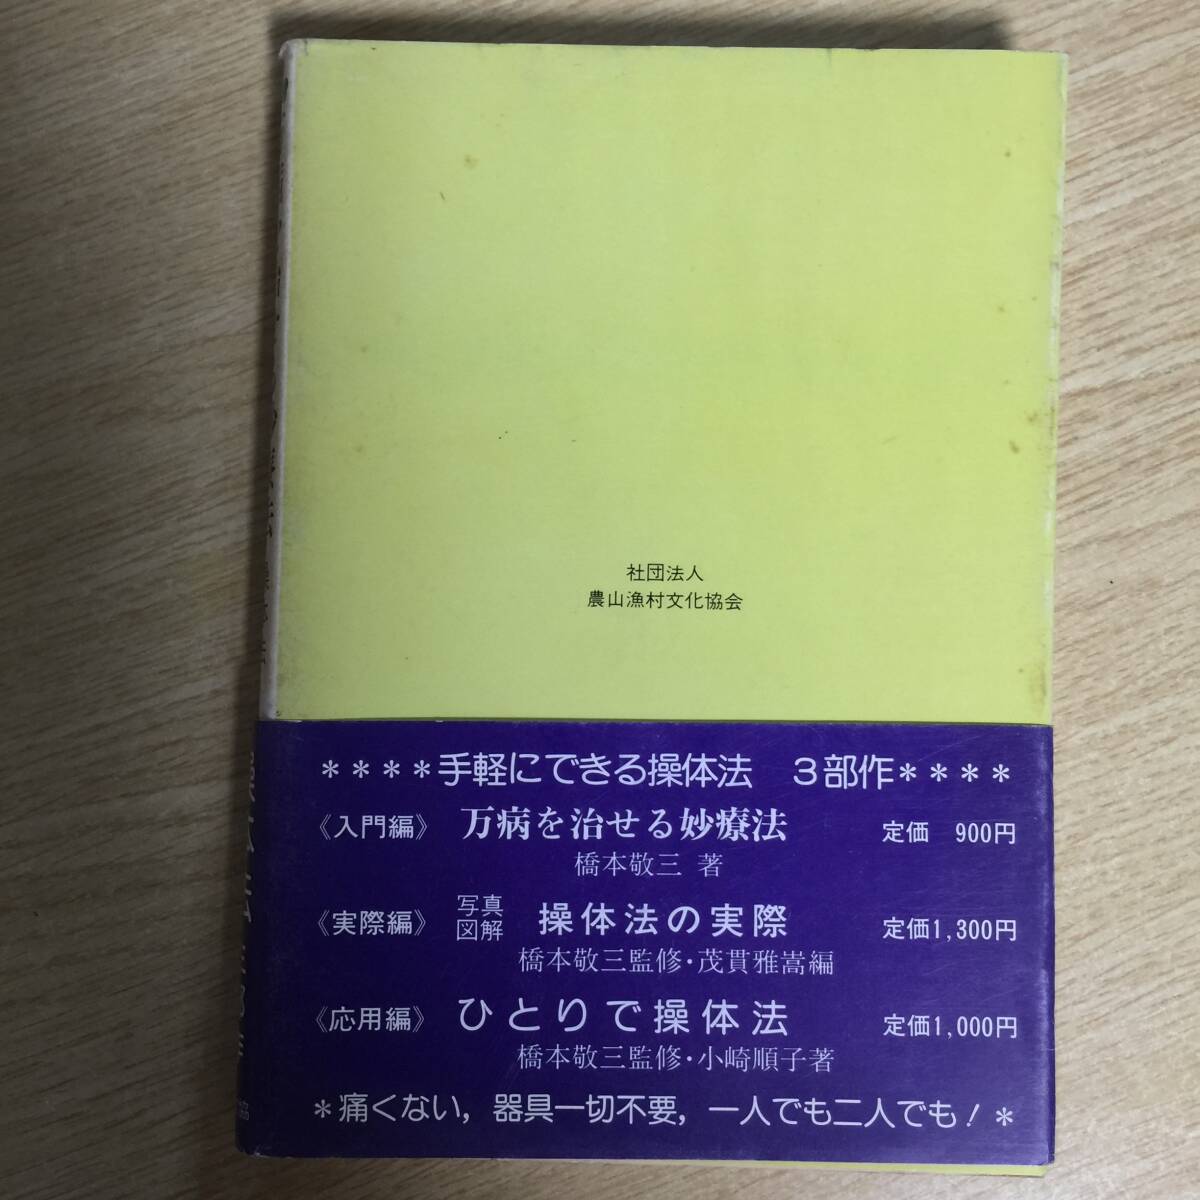 社団法人
農山漁村文化協会
＊＊＊＊手軽にできる操体法　３部作＊＊＊＊
《入門編》 万病を治せる妙療法 定価　900円
橋本敬三 著
《実際編》 写真図解 操体法の実際 定価1,300円
橋本敬三監修・茂貫雅嵩編
《応用編》 ひとりで操体法 定価1,000円
橋本敬三監修・小崎順子著
＊痛くない，器具一切不要，一人でも二人でも！＊